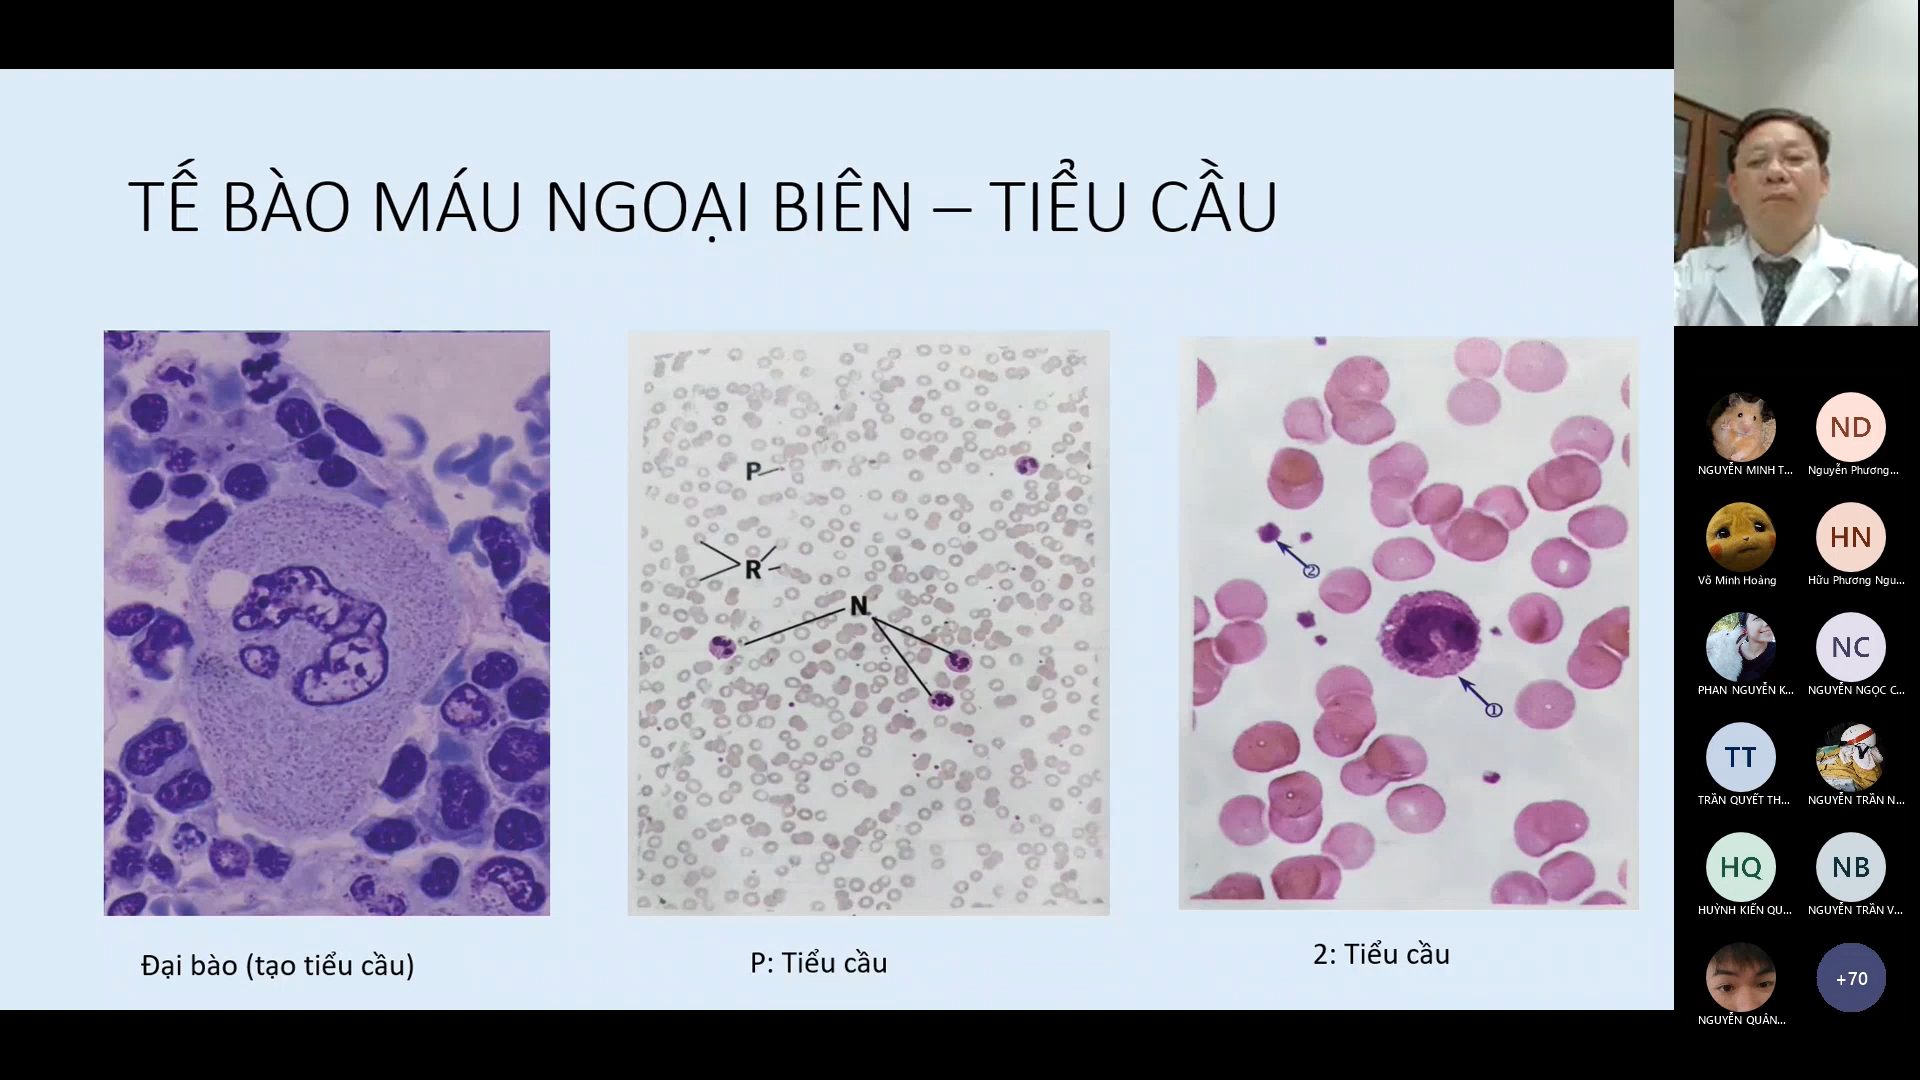 TẾ BÀO MÁU NGOẠI BIÊN – TIỂU CẦU
P
R
N
②
①
Đại bào (tạo tiểu cầu)
P: Tiểu cầu
2: Tiểu cầu
ND
NGUYỄN MINH T...
Nguyễn Phương...
HN
Võ Minh Hoảng
Hữu Phương Ngu...
NC
PHAN NGUYỄN K...
NGUYỄN NGỌC C...
TT
TRẦN QUYẾT TH...
NGUYỄN TRẦN N...
HQ
NB
HUỲNH KIẾN QU...
NGUYỄN TRẦN V...
+70
NGUYỄN QUÂN...